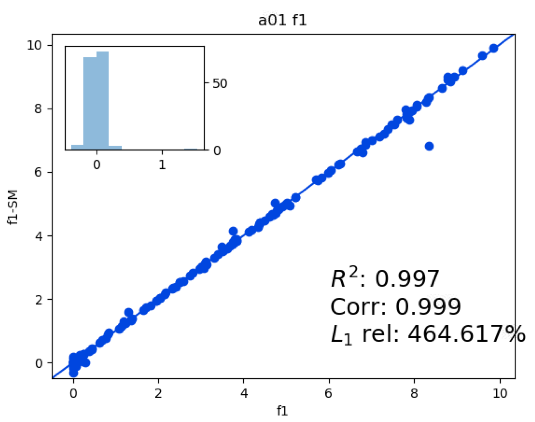 a01 f1
10
8
6
4
2
0
f1-SM
50
0
0 1
R²: 0.997
Corr: 0.999
L₁ rel: 464.617%
0 2 4 6 8 10
f1